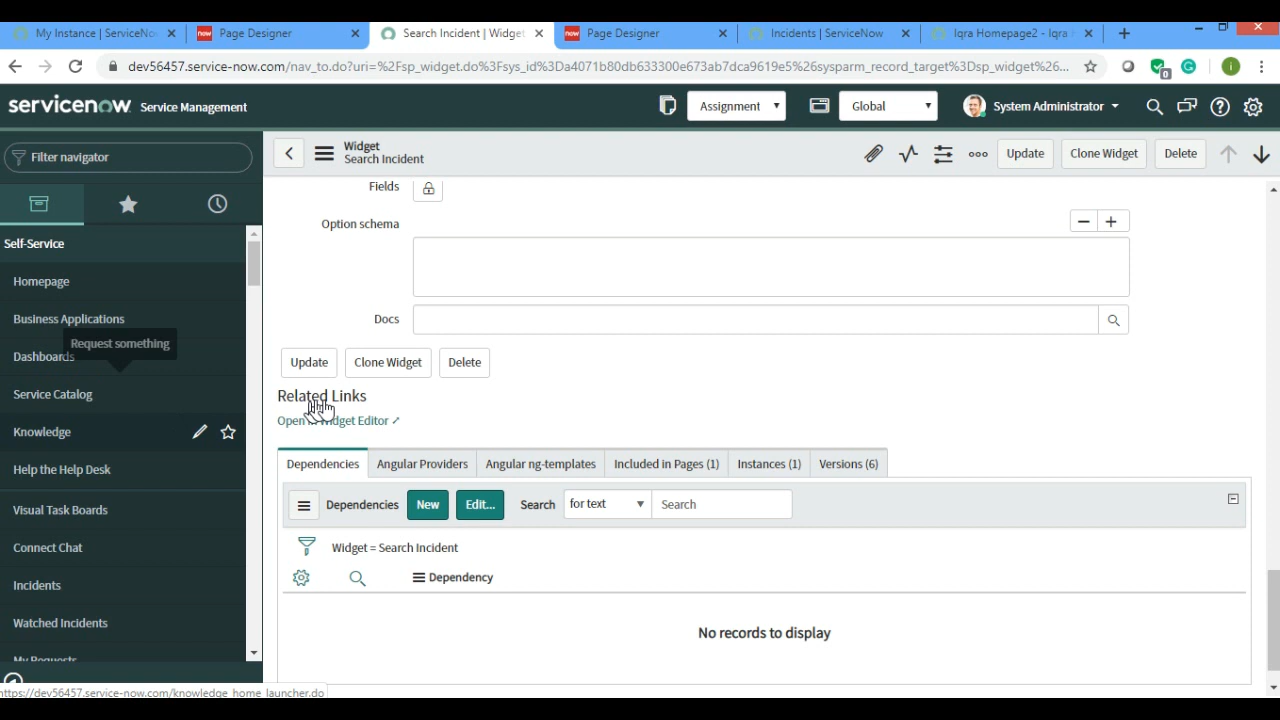 My Instance | ServiceNo
Page Designer
Search Incident | Widget
Page Designer
Incidents | ServiceNow
Iqra Homepage2 - Iqra
dev56457.service-now.com/nav_to.do?uri=%2Fsp_widget.do%3Fsys_id%3Da4071b80db633300e673ab7dca9619e5%26sysparm_record_target%3Dsp_widget%26...
0
i
servicenow Service Management
Assignment
Global
System Administrator
Filter navigator
Widget
Search Incident
Update
Clone Widget
Delete
Self-Service
Homepage
Business Applications
Request something
Dashboards
Service Catalog
Knowledge
Help the Help Desk
Visual Task Boards
Connect Chat
Incidents
Watched Incidents
My Requests
https://dev56457.service-now.com/knowledge_home_launcher.do
Fields
Option schema
Docs
Update
Clone Widget
Delete
Related Links
Open in Widget Editor
Dependencies
Angular Providers
Angular ng-templates
Included in Pages (1)
Instances (1)
Versions (6)
Dependencies
New
Edit...
Search
for text
Search
Widget = Search Incident
Dependency
No records to display